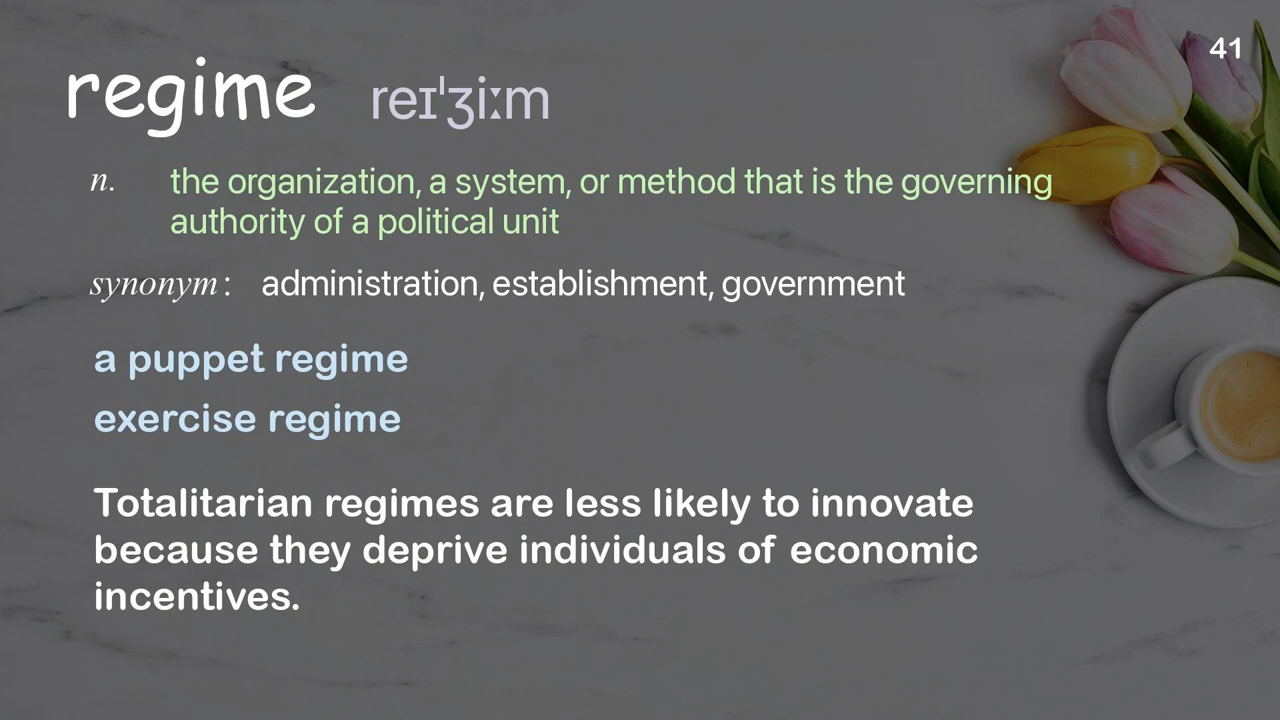 41
regime reɪˈʒiːm
n. the organization, a system, or method that is the governing
authority of a political unit
synonym: administration, establishment, government
a puppet regime
exercise regime
Totalitarian regimes are less likely to innovate
because they deprive individuals of economic
incentives.